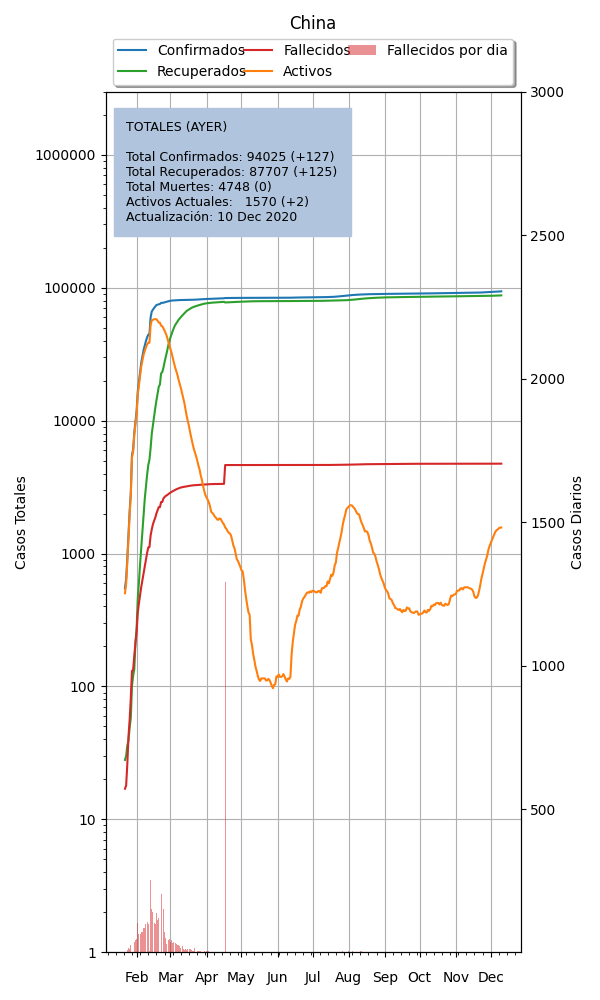 China
Confirmados Fallecidos Fallecidos por dia
Recuperados Activos
3000
TOTALES (AYER)
1000000
Total Confirmados: 94025 (+127)
Total Recuperados: 87707 (+125)
Total Muertes: 4748 (0)
Activos Actuales: 1570 (+2)
Actualización: 10 Dec 2020
2500
100000
2000
10000
Casos Totales
Casos Diarios
1500
1000
100
1000
10
500
1
Feb Mar Apr May Jun Jul Aug Sep Oct Nov Dec